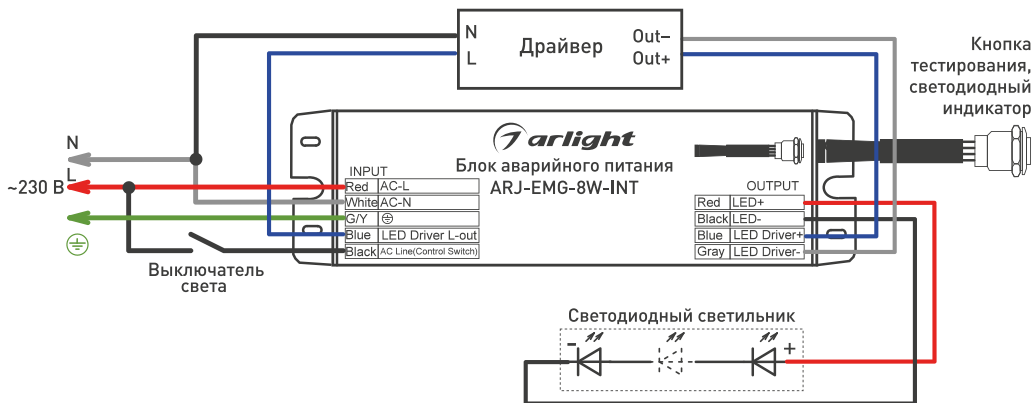 N
L
Драйвер
Out–
Out+
Кнопка
тестирования,
светодиодный
индикатор
arlight
Блок аварийного питания
ARJ-EMG-8W-INT
N
L
~230 В
INPUT
Red AC-L
White AC-N
G/Y
Blue LED Driver L-out
Black AC Line(Control Switch)
OUTPUT
Red LED+
Black LED-
Blue LED Driver+
Gray LED Driver-
Выключатель
света
Светодиодный светильник
- +